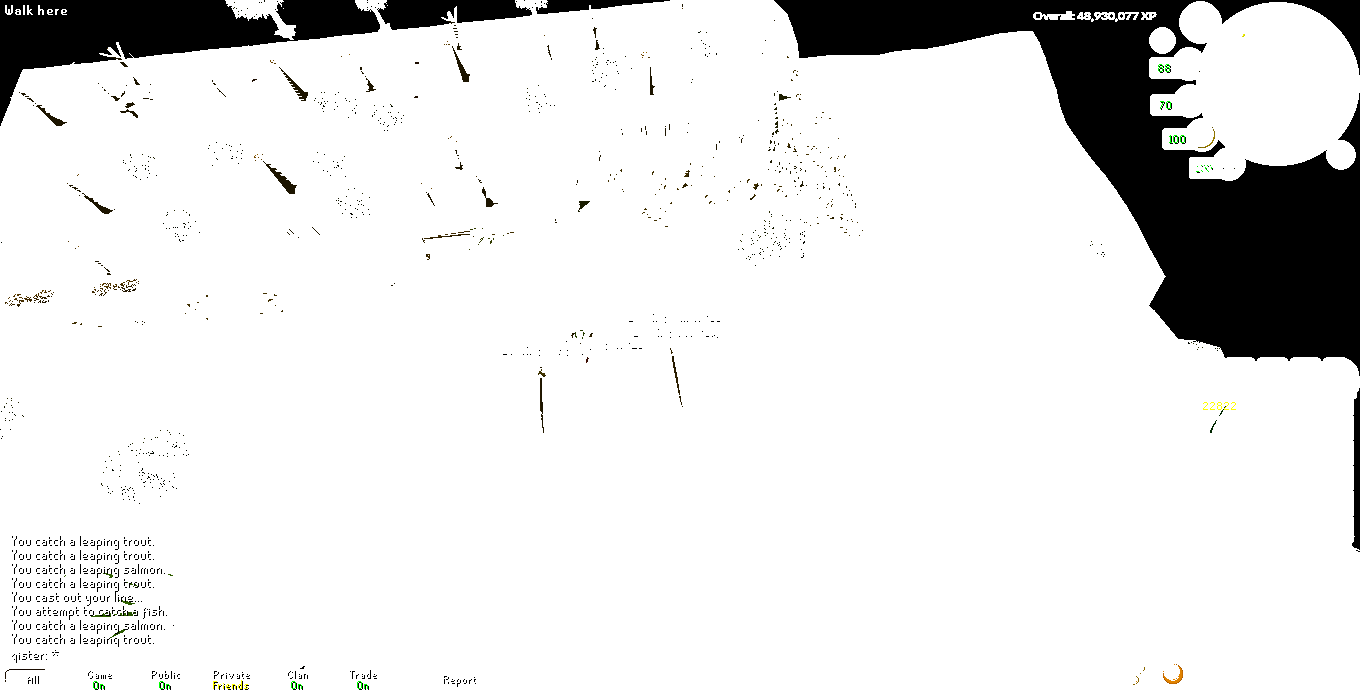 Walk here
Overall: 48,930,077 XP
88
70
100
You catch a leaping trout.
You catch a leaping trout.
You catch a leaping salmon.
You catch a leaping trout.
You cast out your line...
You attempt to catch a fish.
You catch a leaping salmon.
You catch a leaping trout.
qister: *
All
Game
On
Public
On
Private
Friends
Clan
On
Trade
On
Report